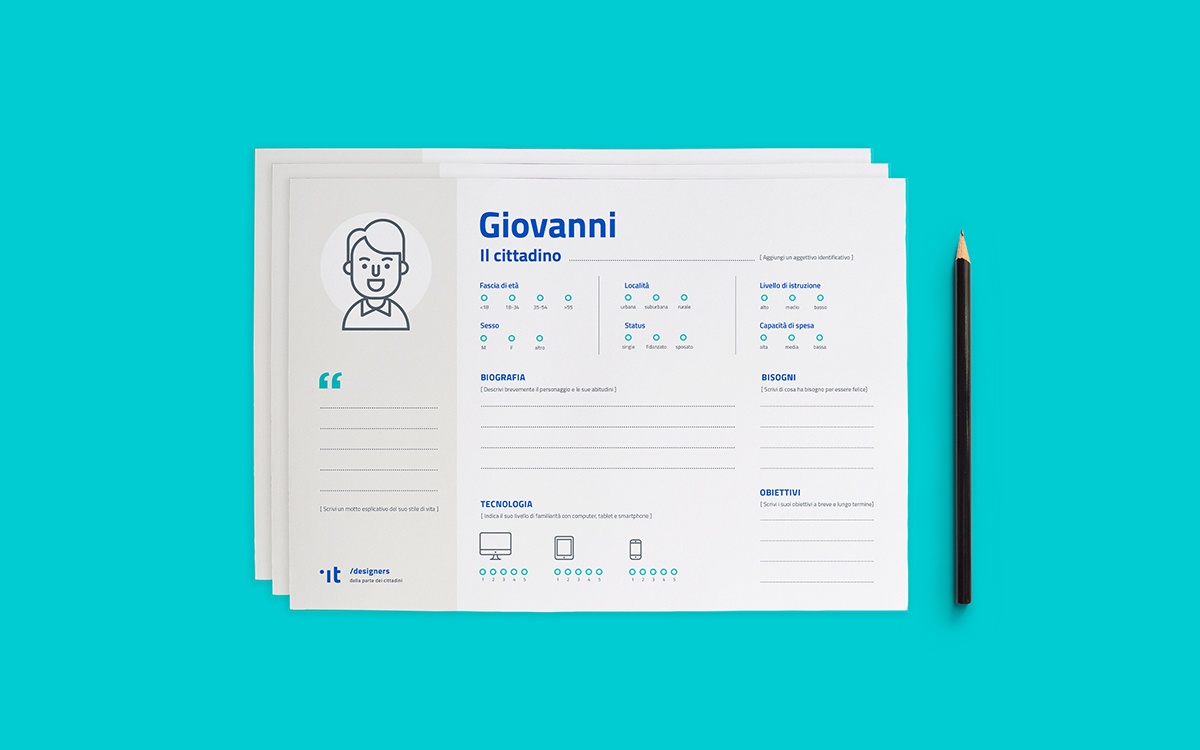 Giovanni
Il cittadino
[ Aggiungi un aggettivo identificativo ]
Fascia di età
<18 18-34 35-54 >55
Sesso
M F altro
Località
urbana suburbana rurale
Status
single fidanzato sposato
Livello di istruzione
alto medio basso
Capacità di spesa
alta media bassa
“
[ Scrivi un motto esplicativo del suo stile di vita ]
BIOGRAFIA
[ Descrivi brevemente il personaggio e le sue abitudini ]
BISOGNI
[ Scrivi di cosa ha bisogno per essere felice]
TECNOLOGIA
[ Indica il suo livello di familiarità con computer, tablet e smartphone ]
1 2 3 4 5
1 2 3 4 5
1 2 3 4 5
OBIETTIVI
[ Scrivi i suoi obiettivi a breve e lungo termine]
it
/designers
dalla parte dei cittadini